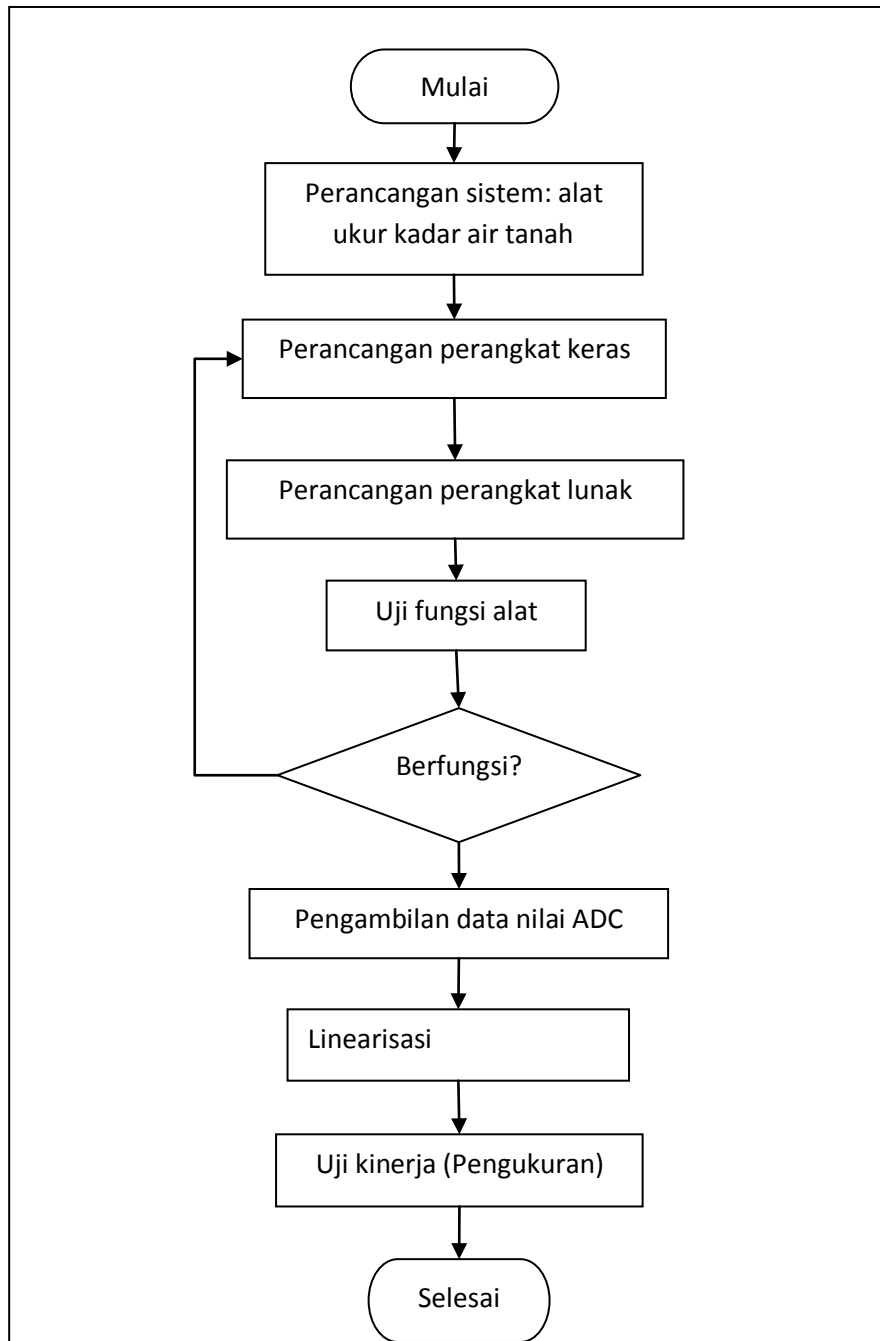 Mulai
Perancangan sistem: alat
ukur kadar air tanah
Perancangan perangkat keras
Perancangan perangkat lunak
Uji fungsi alat
Berfungsi?
Pengambilan data nilai ADC
Linearisasi
Uji kinerja (Pengukuran)
Selesai